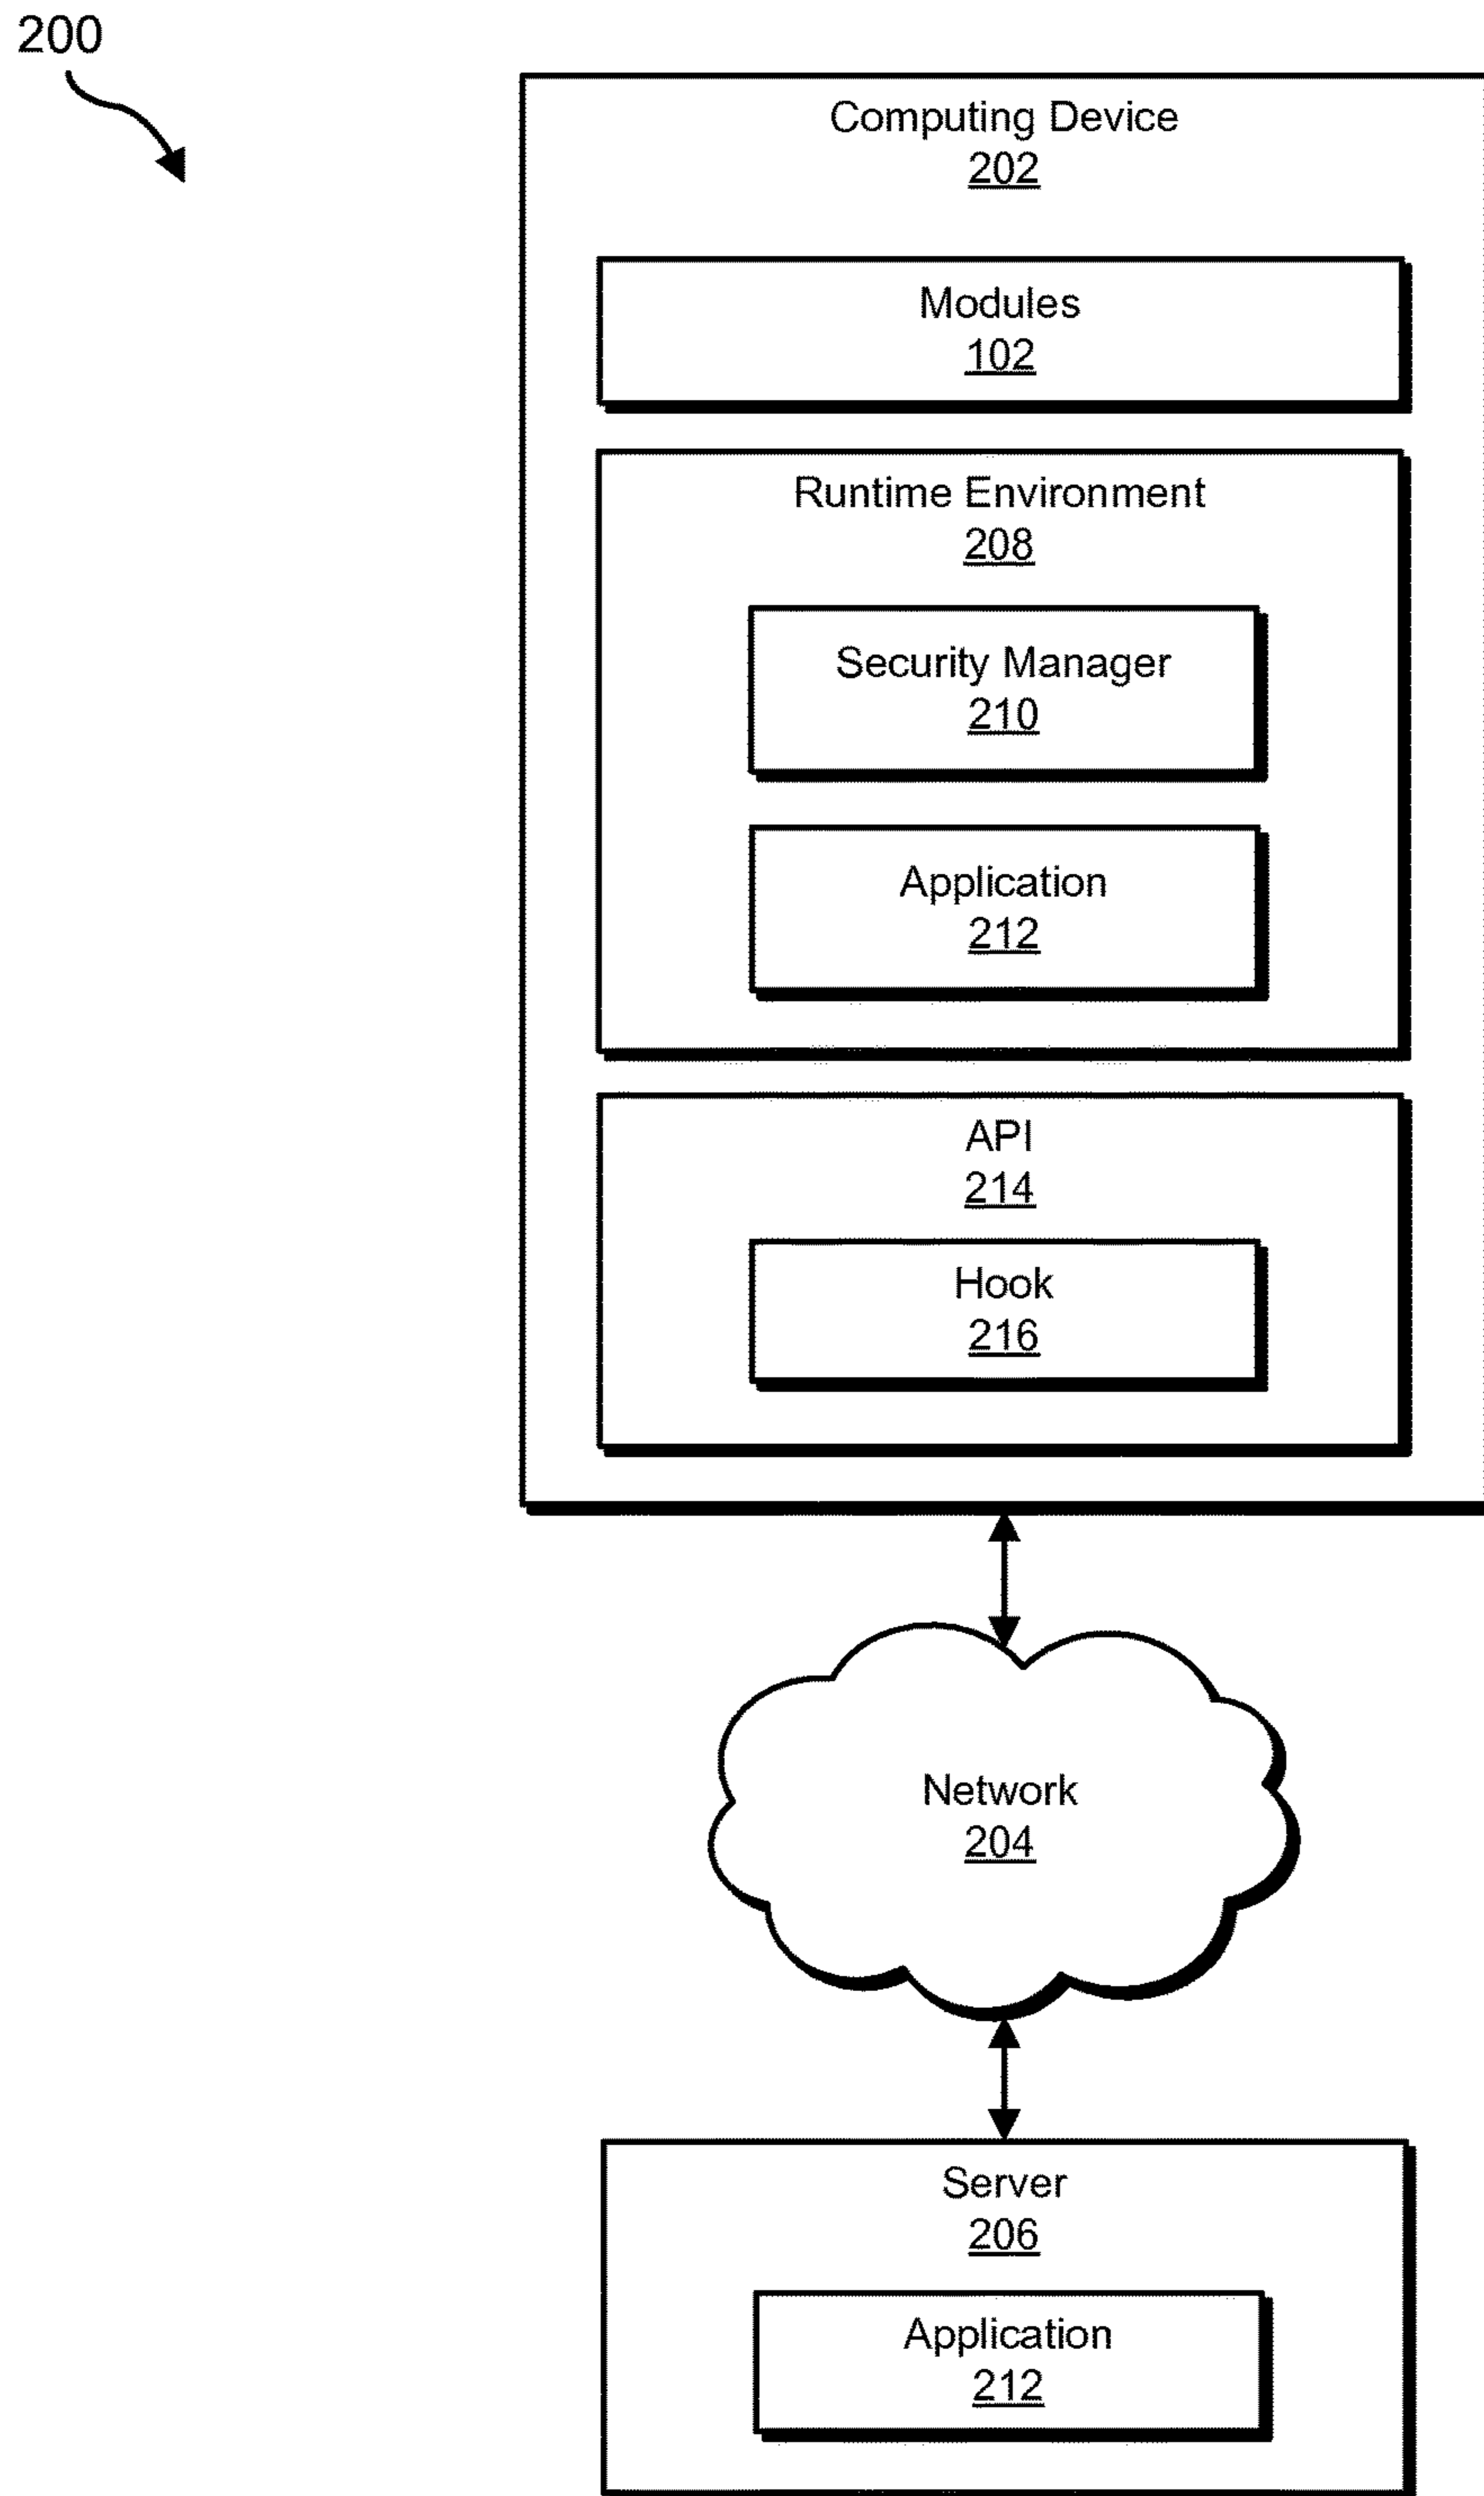 200
Computing Device
202
Modules
102
Runtime Environment
208
Security Manager
210
Application
212
API
214
Hook
216
Network
204
Server
206
Application
212